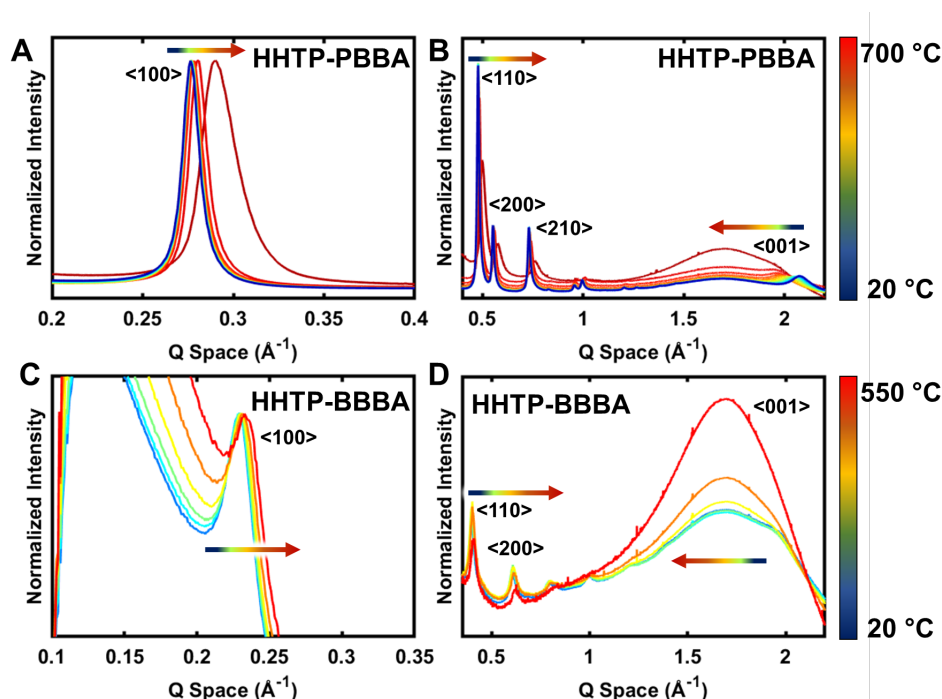 A
HHTP-PBBA
<100>
Normalized Intensity
0.2
0.25
0.3
0.35
0.4
Q Space (Å⁻¹)
B
HHTP-PBBA
<110>
<200>
<210>
<001>
Normalized Intensity
0.5
1
1.5
2
Q Space (Å⁻¹)
700 °C
20 °C
C
HHTP-BBBA
<100>
Normalized Intensity
0.1
0.15
0.2
0.25
0.3
0.35
Q Space (Å⁻¹)
D
HHTP-BBBA
<001>
<110>
<200>
Normalized Intensity
0.5
1
1.5
2
Q Space (Å⁻¹)
550 °C
20 °C